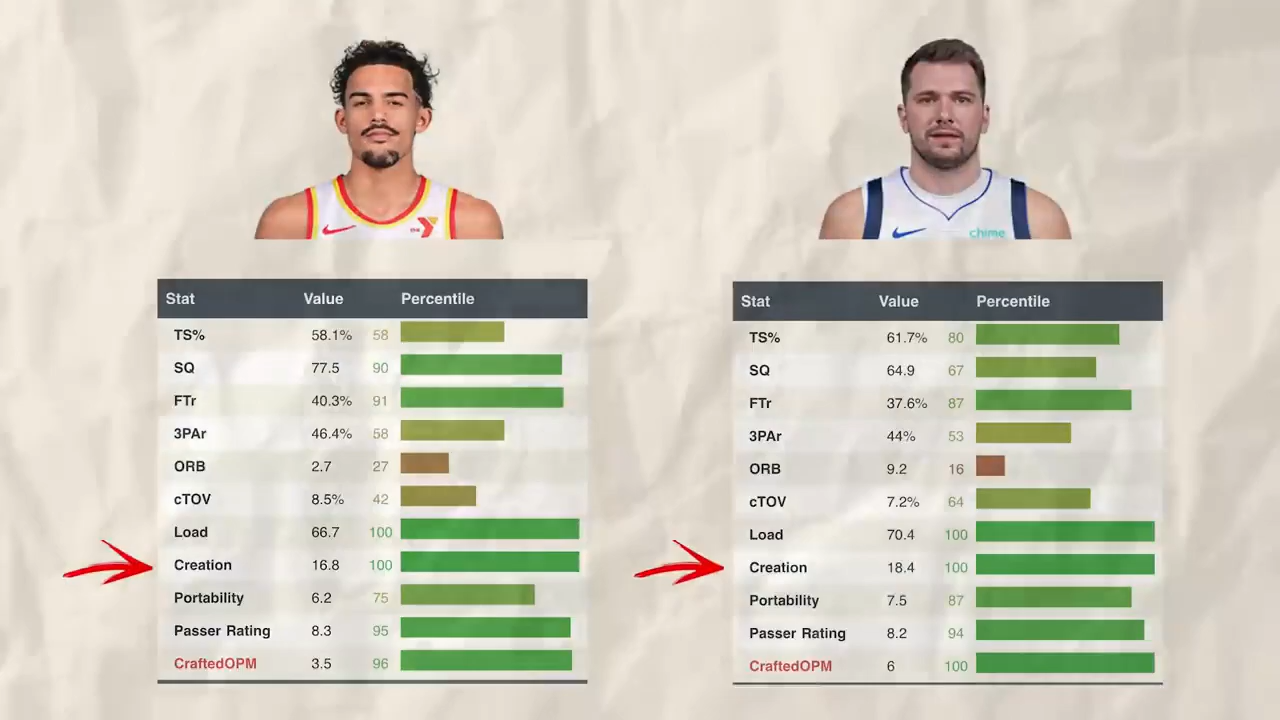 chime
Stat Value Percentile
TS% 58.1% 58
SQ 77.5 90
FTr 40.3% 91
3PAr 46.4% 58
ORB 2.7 27
cTOV 8.5% 42
Load 66.7 100
Creation 16.8 100
Portability 6.2 75
Passer Rating 8.3 95
CraftedOPM 3.5 96
Stat Value Percentile
TS% 61.7% 80
SQ 64.9 67
FTr 37.6% 87
3PAr 44% 53
ORB 9.2 16
cTOV 7.2% 64
Load 70.4 100
Creation 18.4 100
Portability 7.5 87
Passer Rating 8.2 94
CraftedOPM 6 100